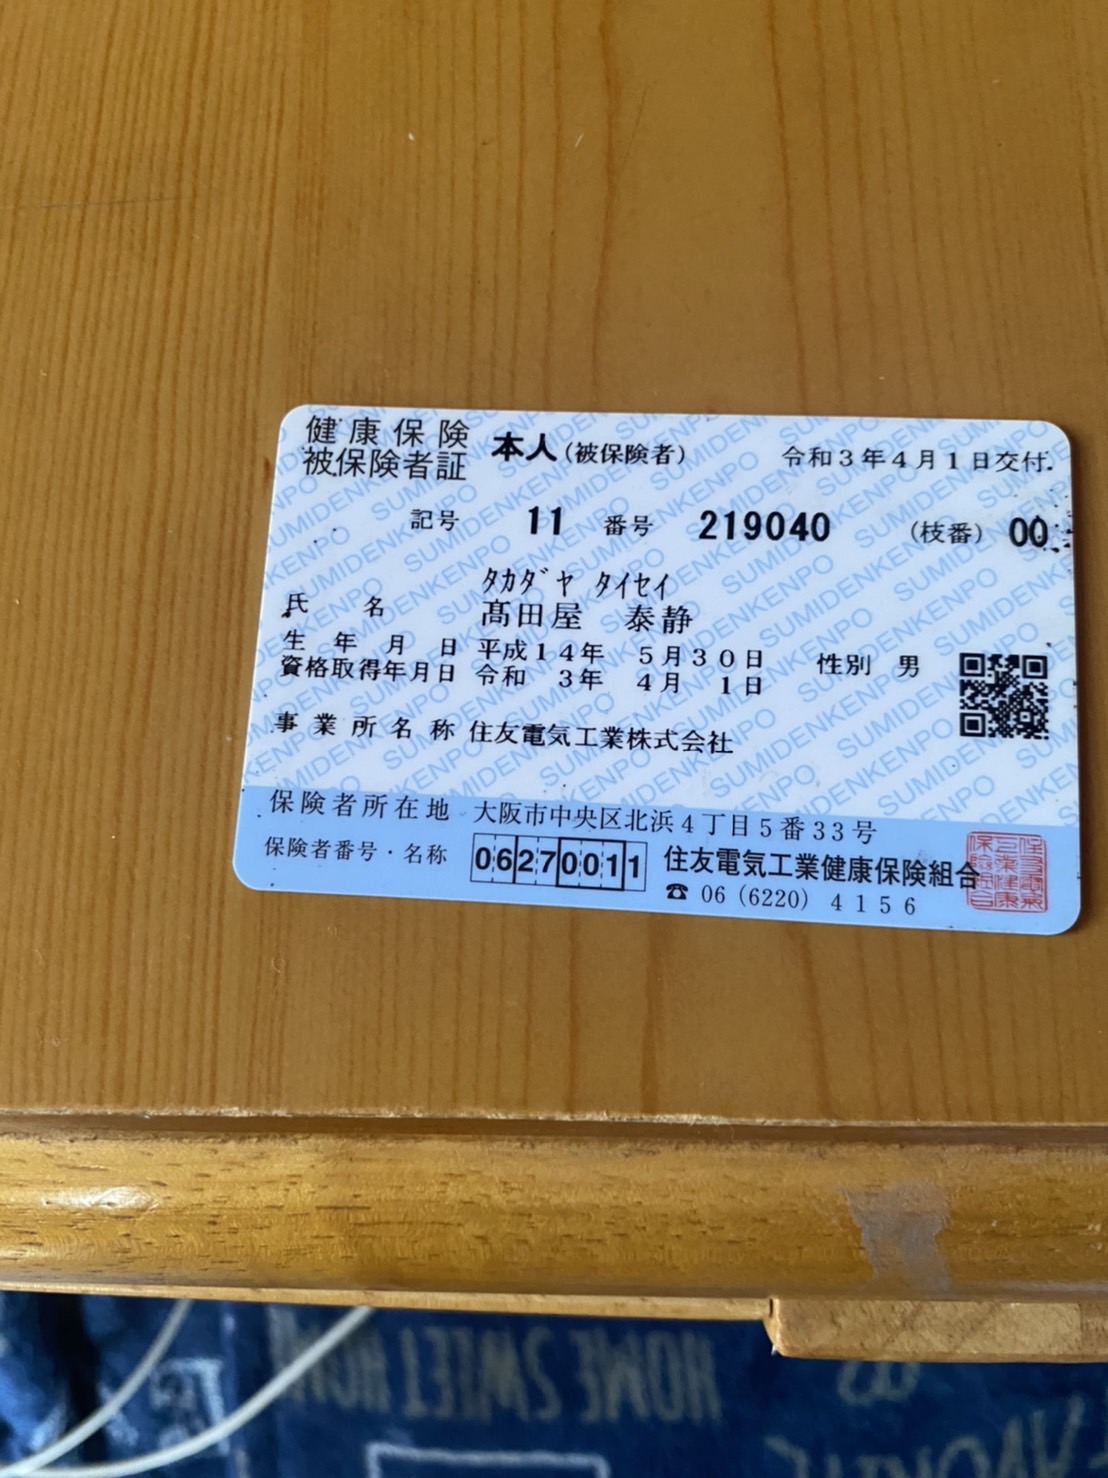 健康保険
被保険者証
本人(被保険者)
令和3年4月1日交付
記号 11 番号 219040 (枝番) 00
ﾀｶﾀﾞﾔ ﾀｲｾｲ
氏名 髙田屋 泰静
生年月日 平成14年 5月30日 性別 男
資格取得年月日 令和 3年 4月 1日
事業所名称 住友電気工業株式会社
保険者所在地 大阪市中央区北浜4丁目5番33号
保険者番号・名称 06270011 住友電気工業健康保険組合
☎ 06 (6220) 4156
SUMIDENKENPO
HOME SWEET HOME